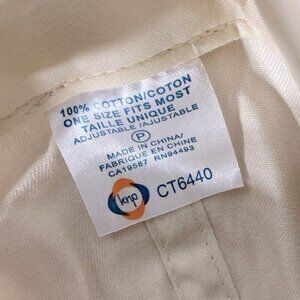 100% COTTON/COTON
ONE SIZE FITS MOST
TAILLE UNIQUE
ADJUSTABLE /AJUSTABLE
P
MADE IN CHINA/
FABRIQUE EN CHINE
CA19587 RN94493
knp CT6440